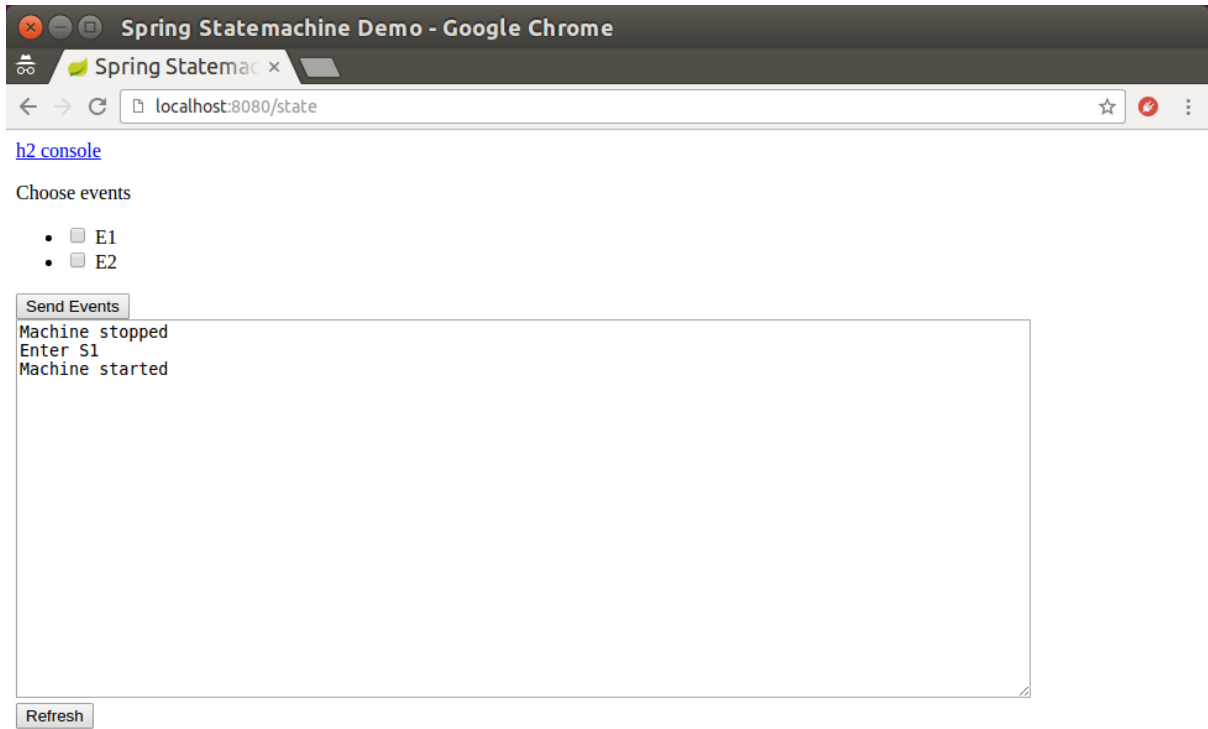 Spring Statemachine Demo - Google Chrome
Spring Statemac
localhost:8080/state
h2 console
Choose events
E1
E2
Send Events
Machine stopped
Enter S1
Machine started
Refresh